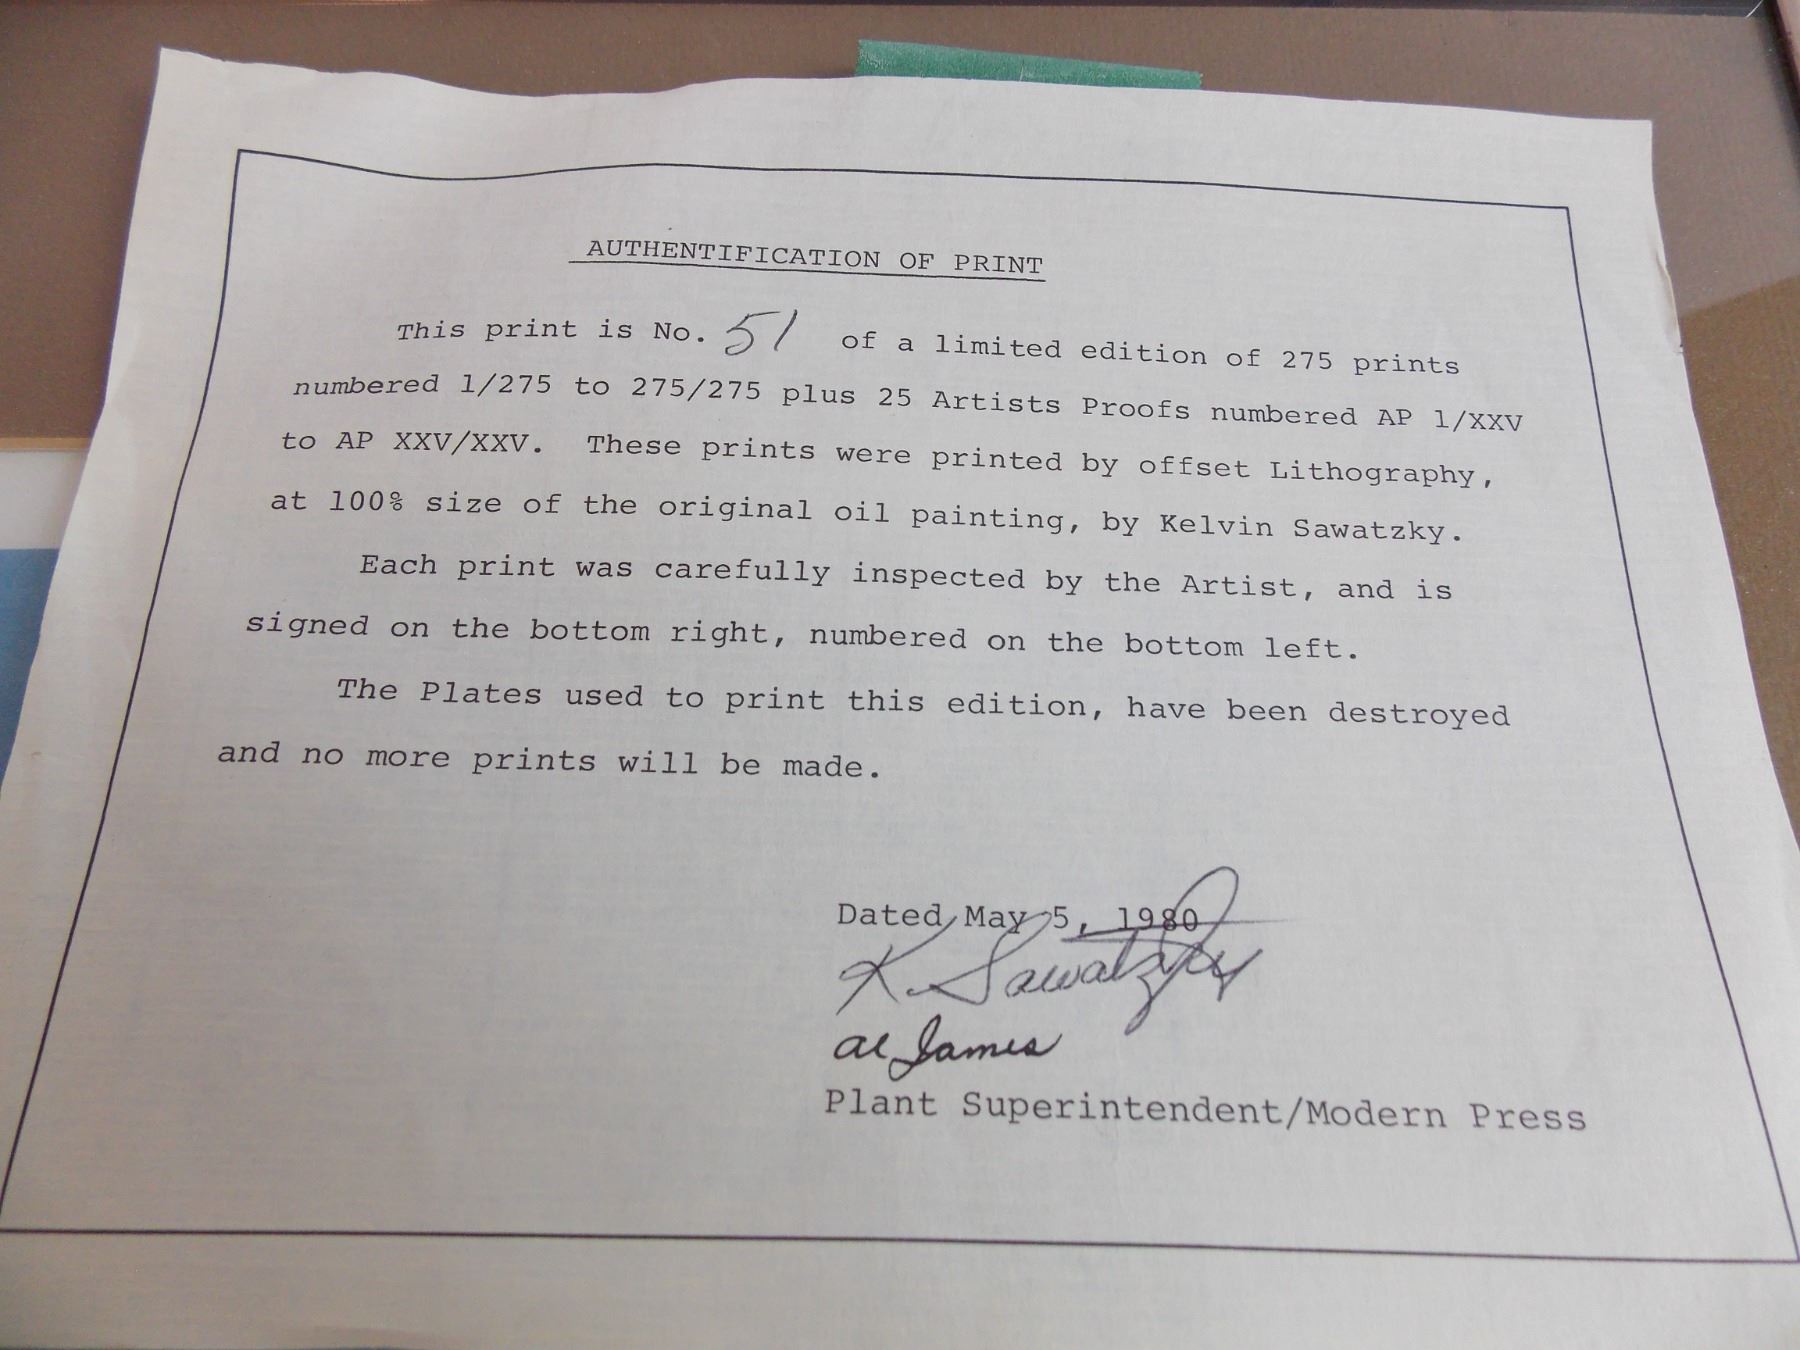 AUTHENTIFICATION OF PRINT
This print is No. 51 of a limited edition of 275 prints
numbered 1/275 to 275/275 plus 25 Artists Proofs numbered AP 1/XXV
to AP XXV/XXV. These prints were printed by offset Lithography,
at 100% size of the original oil painting, by Kelvin Sawatzky.
Each print was carefully inspected by the Artist, and is
signed on the bottom right, numbered on the bottom left.
The Plates used to print this edition, have been destroyed
and no more prints will be made.
Dated May 5, 1980
K. Sawatzky
Al James
Plant Superintendent/Modern Press